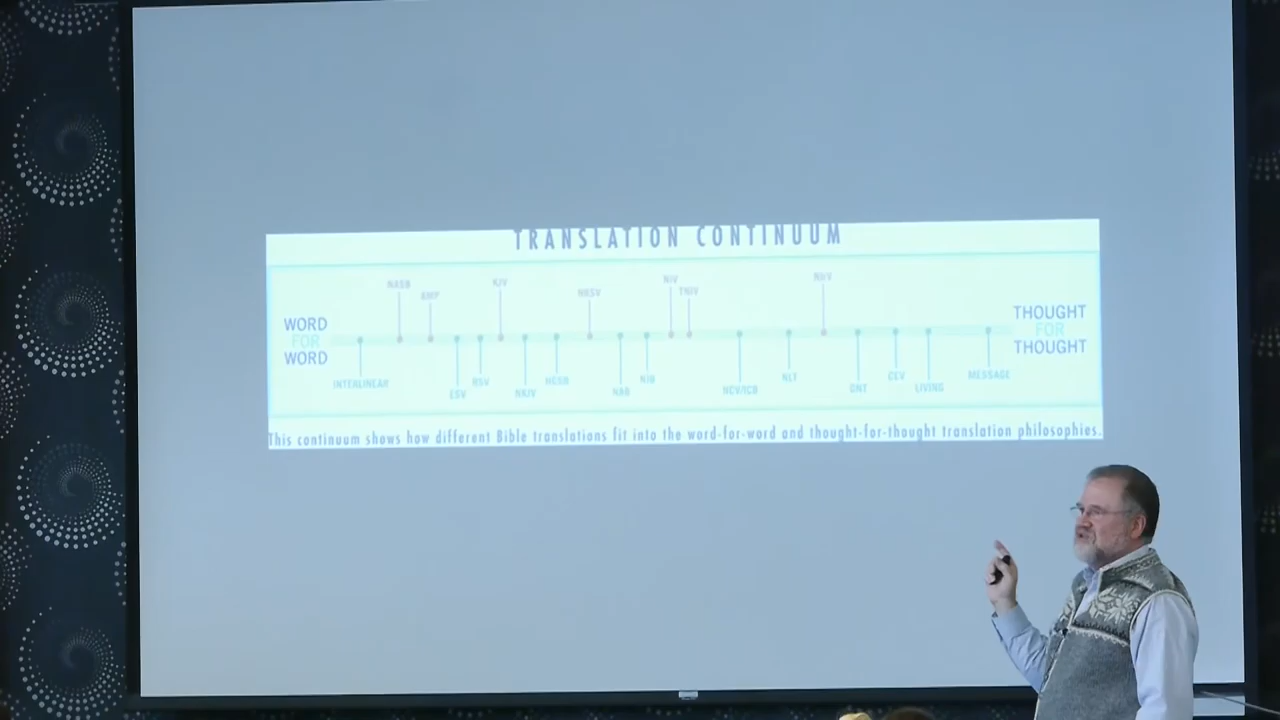 TRANSLATION CONTINUUM
NASB
AMP
KJV
NRSV
NIV
TNIV
NIrV
WORD
FOR
WORD
THOUGHT
FOR
THOUGHT
INTERLINEAR
ESV
RSV
NKJV
HCSB
NAB
NJB
NCV/ICB
NLT
GNT
CEV
LIVING
MESSAGE
This continuum shows how different Bible translations fit into the word-for-word and thought-for-thought translation philosophies.